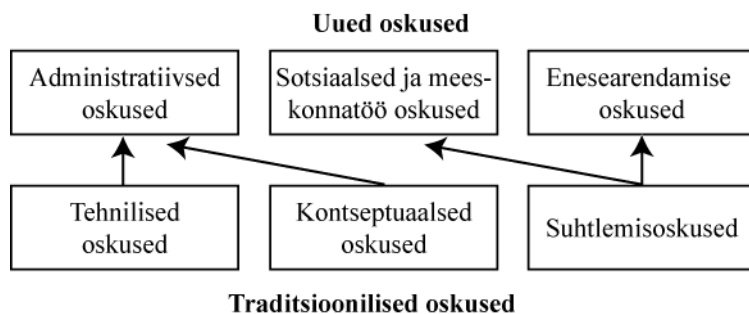 Uued oskused
Administratiivsed
oskused
Sotsiaalsed ja mees-
konnatöö oskused
Enesearendamise
oskused
Tehnilised
oskused
Kontseptuaalsed
oskused
Suhtlemisoskused
Traditsioonilised oskused